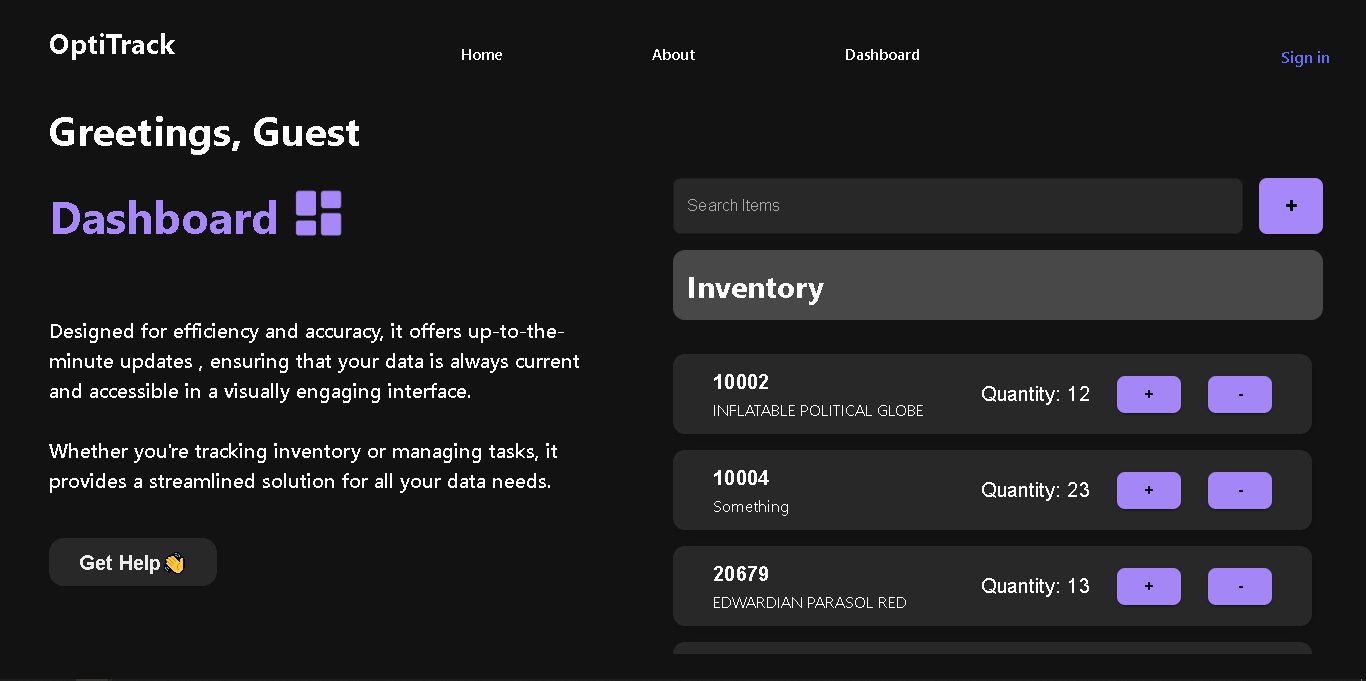 OptiTrack
Home
About
Dashboard
Sign in
Greetings, Guest
Dashboard
Designed for efficiency and accuracy, it offers up-to-the-
minute updates , ensuring that your data is always current
and accessible in a visually engaging interface.
Whether you're tracking inventory or managing tasks, it
provides a streamlined solution for all your data needs.
Get Help👋
Search Items
+
Inventory
10002
INFLATABLE POLITICAL GLOBE
Quantity: 12
+
-
10004
Something
Quantity: 23
+
-
20679
EDWARDIAN PARASOL RED
Quantity: 13
+
-